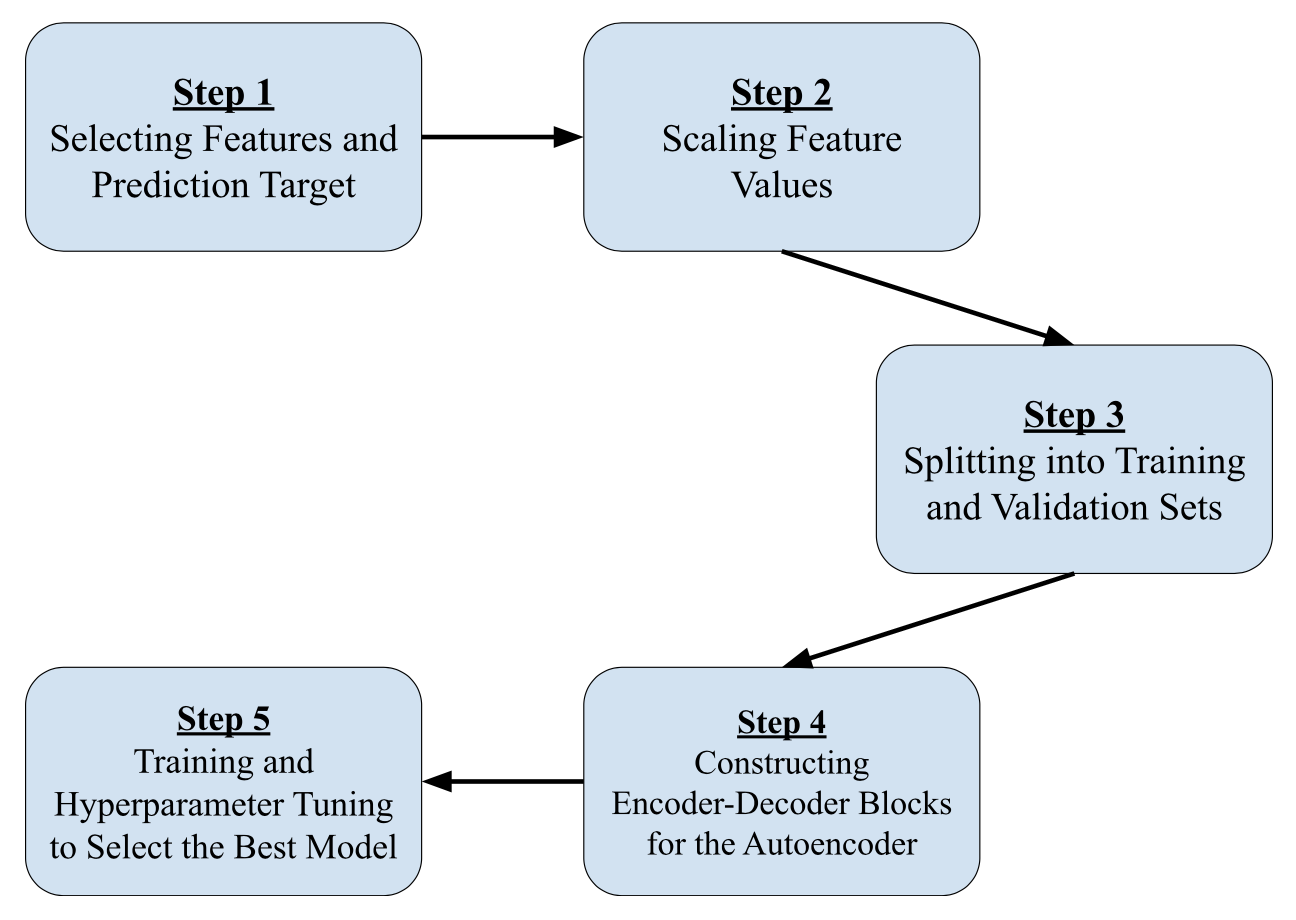 Step 1
Selecting Features and
Prediction Target
Step 2
Scaling Feature
Values
Step 3
Splitting into Training
and Validation Sets
Step 4
Constructing
Encoder-Decoder Blocks
for the Autoencoder
Step 5
Training and
Hyperparameter Tuning
to Select the Best Model